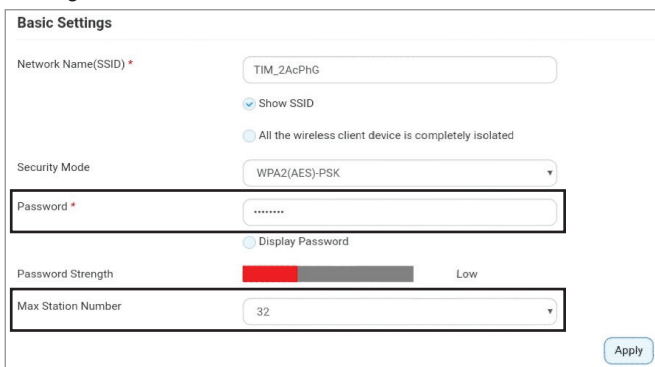 Basic Settings
Network Name(SSID) *
TIM_2AcPhG
Show SSID
All the wireless client device is completely isolated
Security Mode
WPA2(AES)-PSK
Password *
........
Display Password
Password Strength
Low
Max Station Number
32
Apply